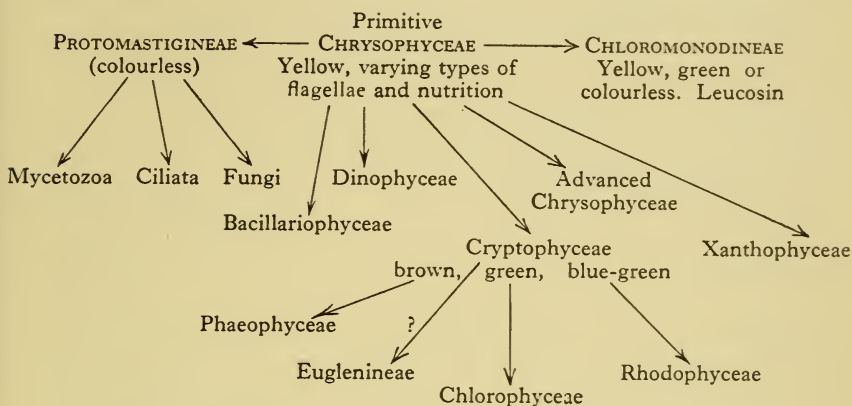 Primitive
PROTOMASTIGINEAE CHRYSOPHYCEAE CHLOROMONODINEAE
(colourless) Yellow, varying types of Yellow, green or
flagellae and nutrition colourless. Leucosin
Mycetozoa Ciliata Fungi Dinophyceae Advanced
Chrysophyceae
Bacillariophyceae
Cryptophyceae Xanthophyceae
brown, green, blue-green
Phaeophyceae ?
Euglenineae Rhodophyceae
Chlorophyceae